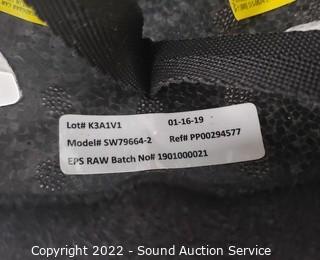 Lot# K3A1V1 01-16-19
Model# SW79664-2 Ref# PP00294577
EPS RAW Batch No# 1901000021
Copyright 2022 - Sound Auction Service